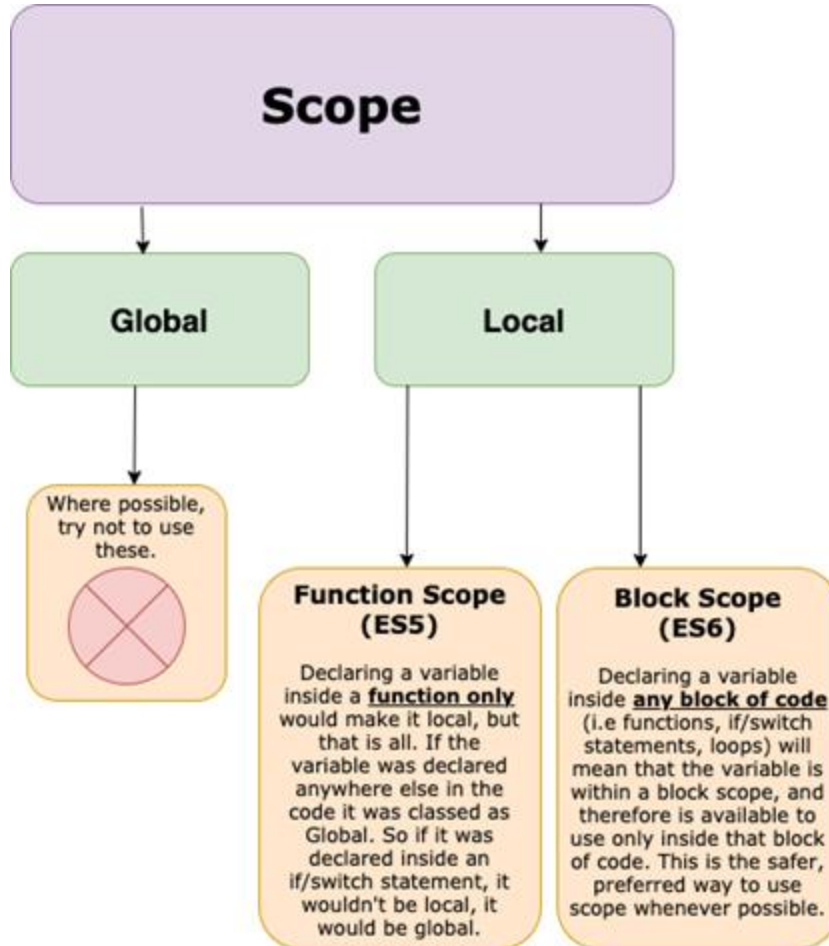 Scope
Global
Local
Where possible,
try not to use
these.
Function Scope
(ES5)
Declaring a variable
inside a function only
would make it local, but
that is all. If the
variable was declared
anywhere else in the
code it was classed as
Global. So if it was
declared inside an
if/switch statement, it
wouldn't be local, it
would be global.
Block Scope
(ES6)
Declaring a variable
inside any block of code
(i.e functions, if/switch
statements, loops) will
mean that the variable is
within a block scope, and
therefore is available to
use only inside that block
of code. This is the safer,
preferred way to use
scope whenever possible.